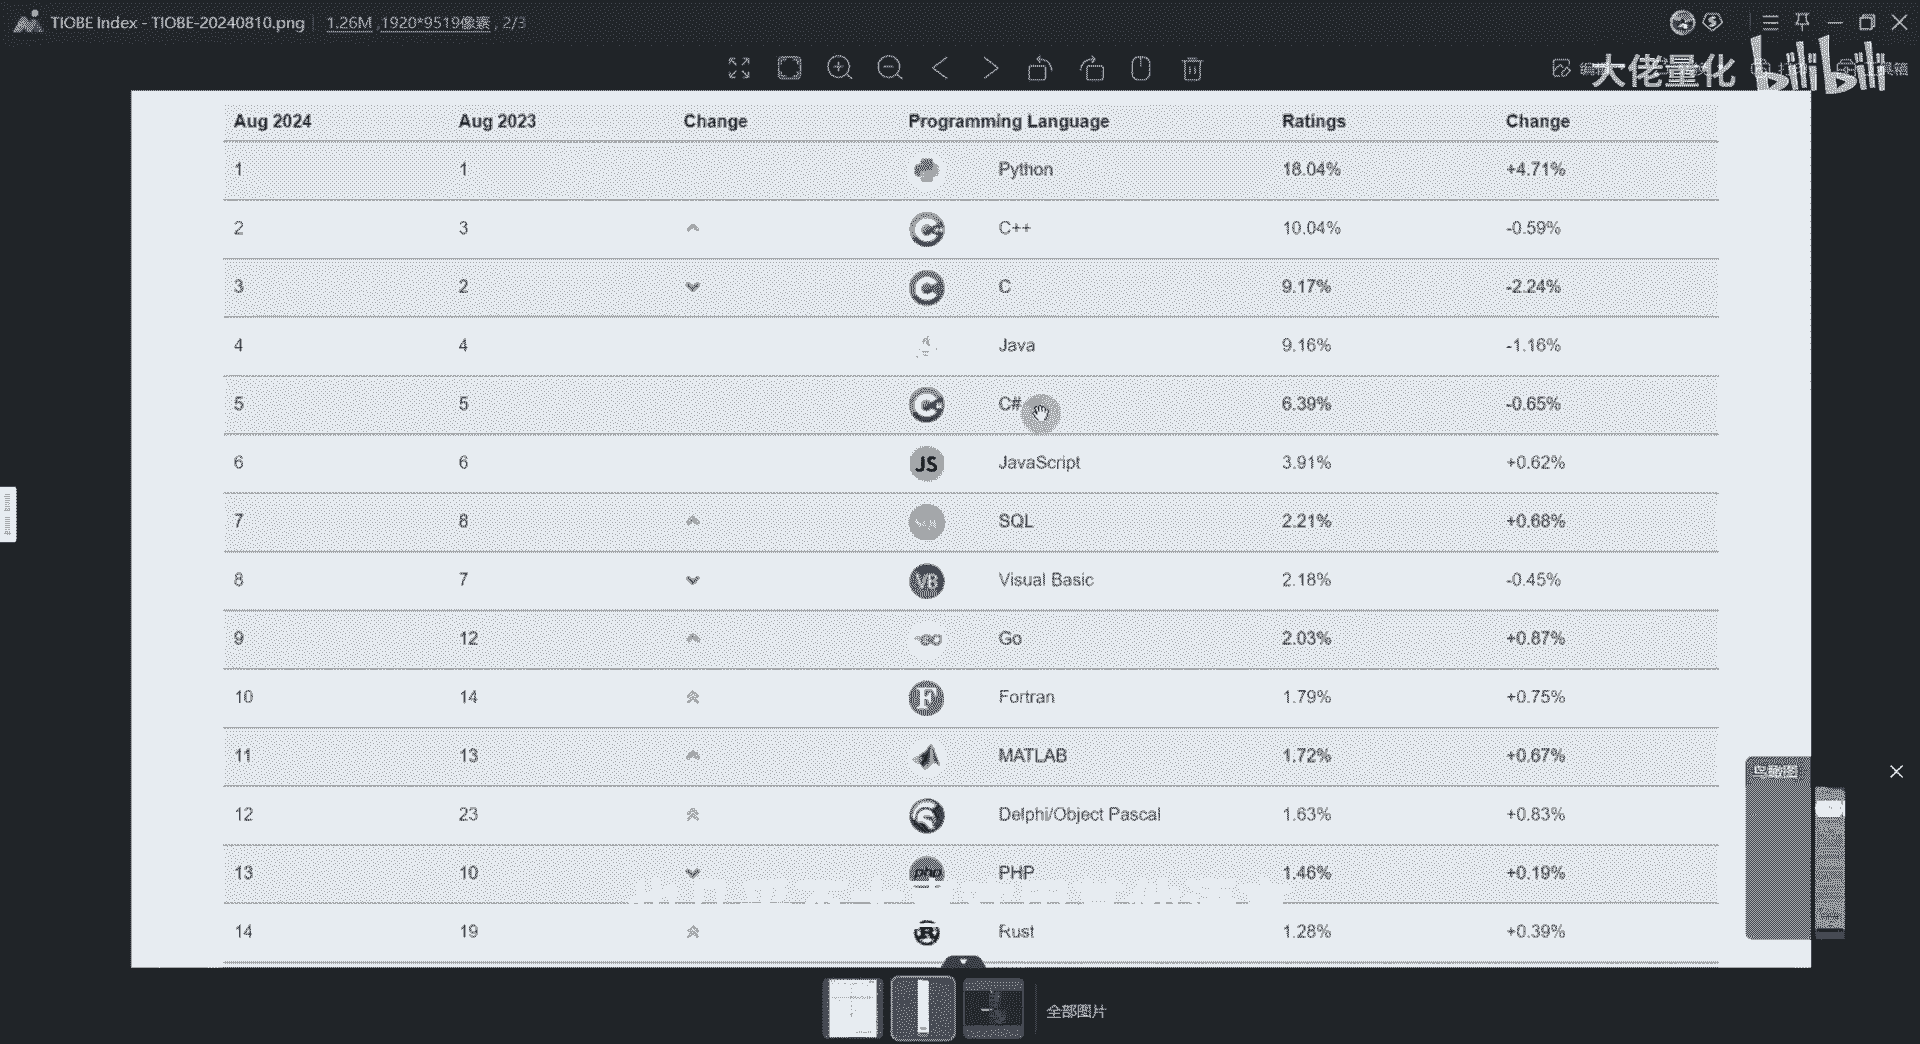 TIOBE Index - TIOBE-20240810.png 1.26M ,1920*9519像素 , 2/3
大佬量化 bilibili
Aug 2024 Aug 2023 Change Programming Language Ratings Change
1 1 Python 18.04% +4.71%
2 3 C++ 10.04% -0.59%
3 2 C 9.17% -2.24%
4 4 Java 9.16% -1.16%
5 5 C# 6.39% -0.65%
6 6 JS JavaScript 3.91% +0.62%
7 8 SQL 2.21% +0.68%
8 7 VB Visual Basic 2.18% -0.45%
9 12 GO Go 2.03% +0.87%
10 14 F Fortran 1.79% +0.75%
11 13 MATLAB 1.72% +0.67%
12 23 Delphi/Object Pascal 1.63% +0.83%
13 10 php PHP 1.46% +0.19%
14 19 R Rust 1.28% +0.39%
鸟瞰图
全部图片